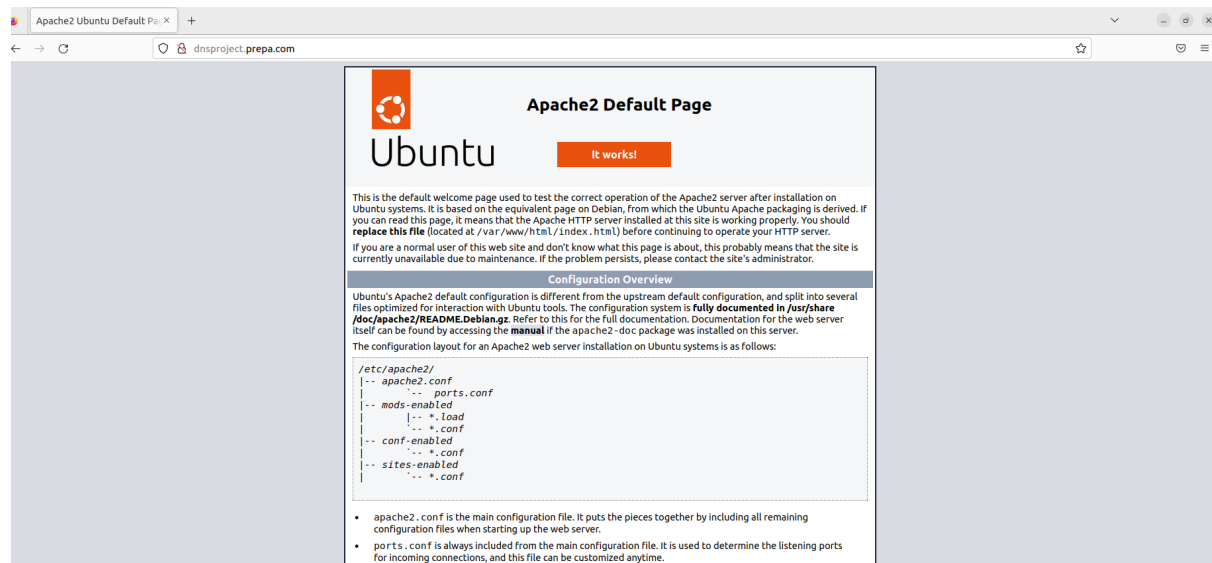 Apache2 Ubuntu Default Pa
dnsproject.prepa.com
Ubuntu
Apache2 Default Page
It works!
This is the default welcome page used to test the correct operation of the Apache2 server after installation on
Ubuntu systems. It is based on the equivalent page on Debian, from which the Ubuntu Apache packaging is derived. If
you can read this page, it means that the Apache HTTP server installed at this site is working properly. You should
replace this file (located at /var/www/html/index.html) before continuing to operate your HTTP server.
If you are a normal user of this web site and don't know what this page is about, this probably means that the site is
currently unavailable due to maintenance. If the problem persists, please contact the site's administrator.
Configuration Overview
Ubuntu's Apache2 default configuration is different from the upstream default configuration, and split into several
files optimized for interaction with Ubuntu tools. The configuration system is fully documented in /usr/share
/doc/apache2/README.Debian.gz. Refer to this for the full documentation. Documentation for the web server
itself can be found by accessing the manual if the apache2-doc package was installed on this server.
The configuration layout for an Apache2 web server installation on Ubuntu systems is as follows:
/etc/apache2/
|-- apache2.conf
|       `--  ports.conf
|-- mods-enabled
|       |-- *.load
|       `-- *.conf
|-- conf-enabled
|       `-- *.conf
|-- sites-enabled
|       `-- *.conf
• apache2.conf is the main configuration file. It puts the pieces together by including all remaining
configuration files when starting up the web server.
• ports.conf is always included from the main configuration file. It is used to determine the listening ports
for incoming connections, and this file can be customized anytime.